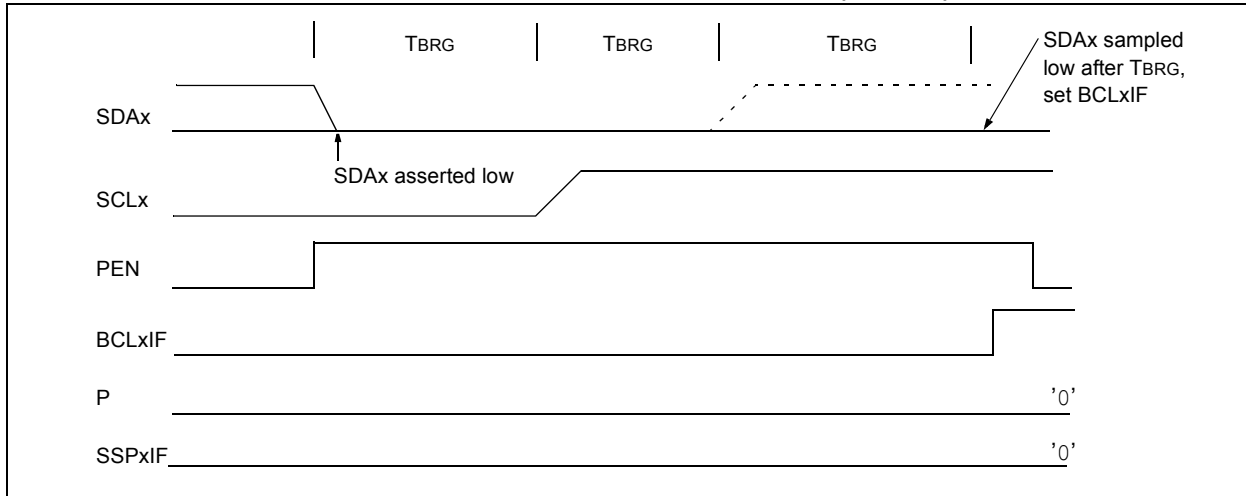 TBRG TBRG TBRG
SDAx sampled
low after TBRG,
set BCLxIF
SDAx
SDAx asserted low
SCLx
PEN
BCLxIF
P '0'
SSPxIF '0'